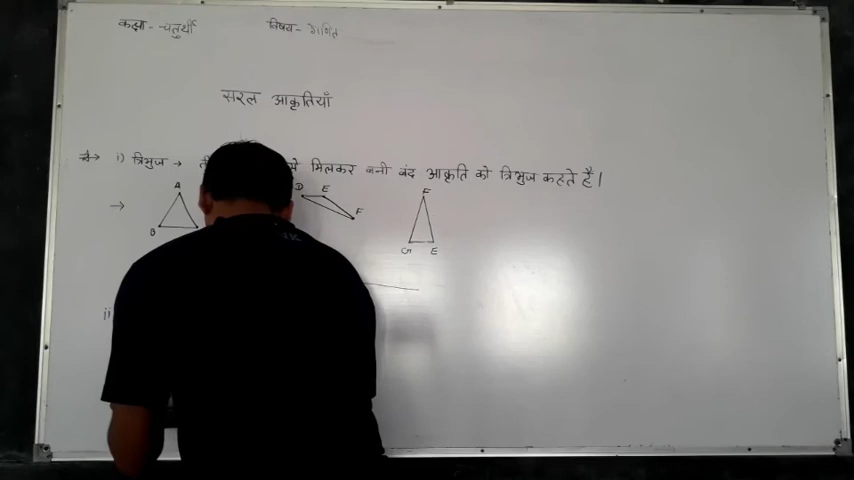 कक्षा - चतुर्थी विषय - गणित
सरल आकृतियाँ
i) त्रिभुज → से मिलकर बनी बंद आकृति को त्रिभुज कहते हैं।
→ A B D E F F G E
ii)